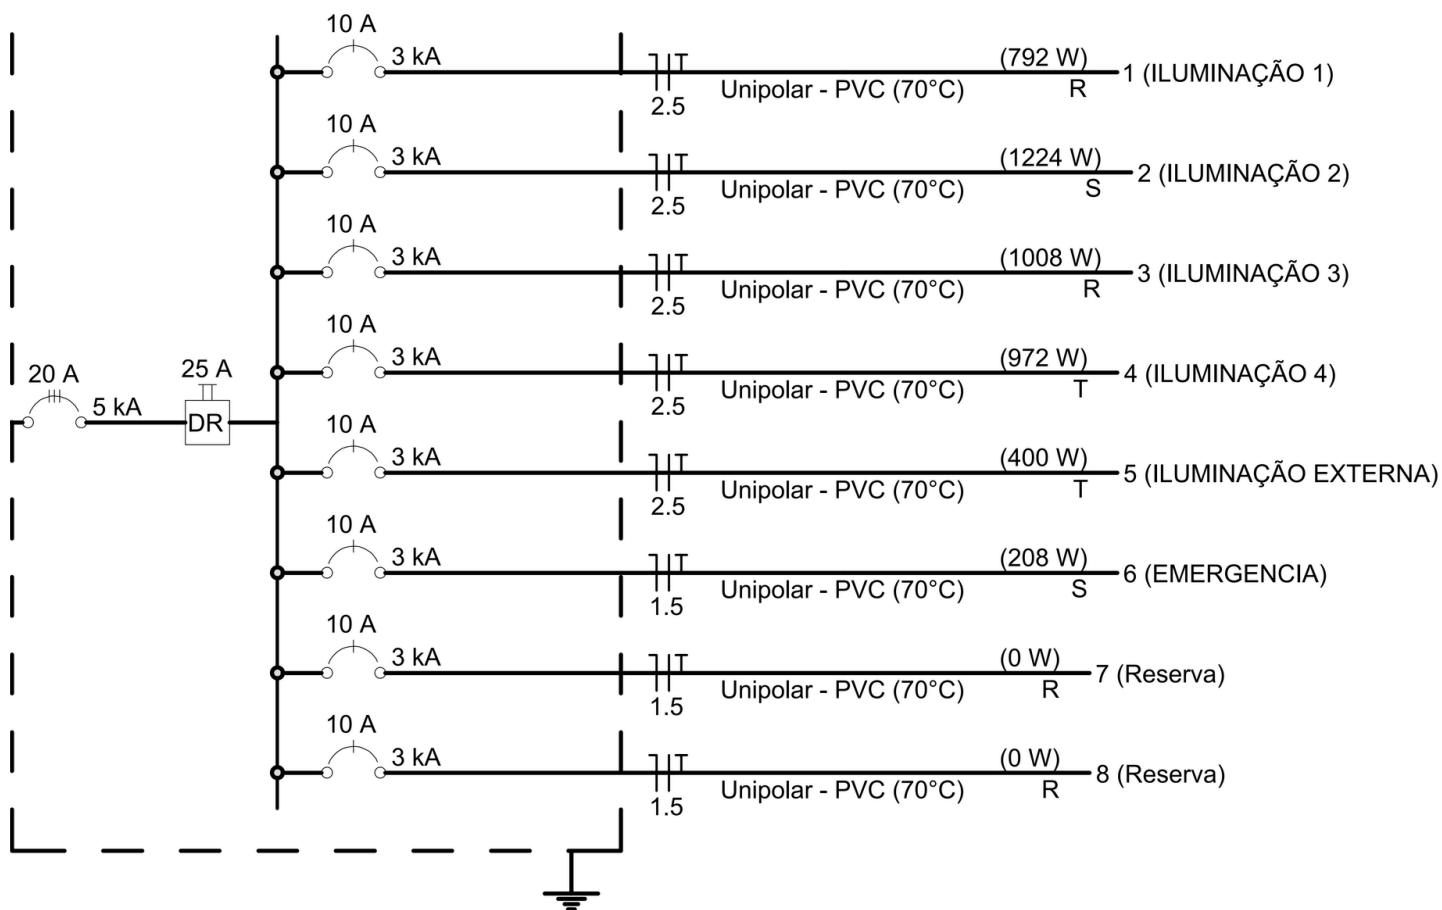 10 A
3 kA
(792 W)
1 (ILUMINAÇÃO 1)
Unipolar - PVC (70°C)
R
2.5
10 A
3 kA
(1224 W)
2 (ILUMINAÇÃO 2)
Unipolar - PVC (70°C)
S
2.5
10 A
3 kA
(1008 W)
3 (ILUMINAÇÃO 3)
Unipolar - PVC (70°C)
R
2.5
10 A
3 kA
(972 W)
4 (ILUMINAÇÃO 4)
Unipolar - PVC (70°C)
T
2.5
20 A
5 kA
25 A
DR
10 A
3 kA
(400 W)
5 (ILUMINAÇÃO EXTERNA)
Unipolar - PVC (70°C)
T
2.5
10 A
3 kA
(208 W)
6 (EMERGENCIA)
Unipolar - PVC (70°C)
S
1.5
10 A
3 kA
(0 W)
7 (Reserva)
Unipolar - PVC (70°C)
R
1.5
10 A
3 kA
(0 W)
8 (Reserva)
Unipolar - PVC (70°C)
R
1.5